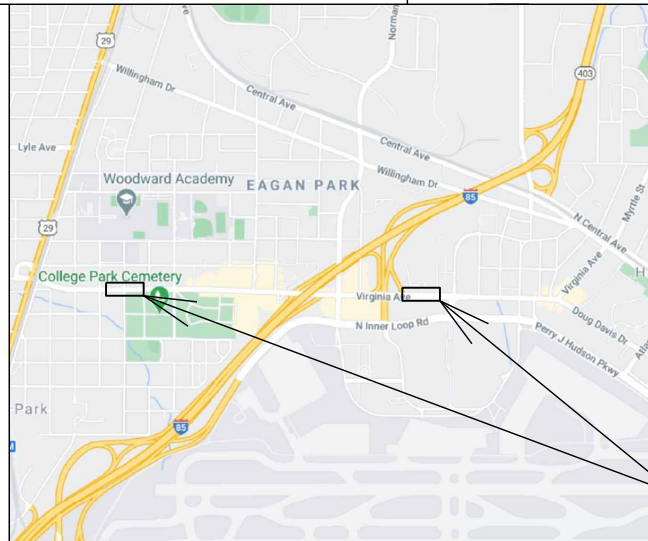 29
Willingham Dr
Norman
Central Ave
403
Lyle Ave
Central Ave
Woodward Academy
EAGAN PARK
Willingham Dr
85
Myrtle St
N Central Ave
29
College Park Cemetery
Virginia Ave
Virginia Ave
H
Doug Davis Dr
N Inner Loop Rd
Perry J Hudson Pkwy
Atla
Park
85